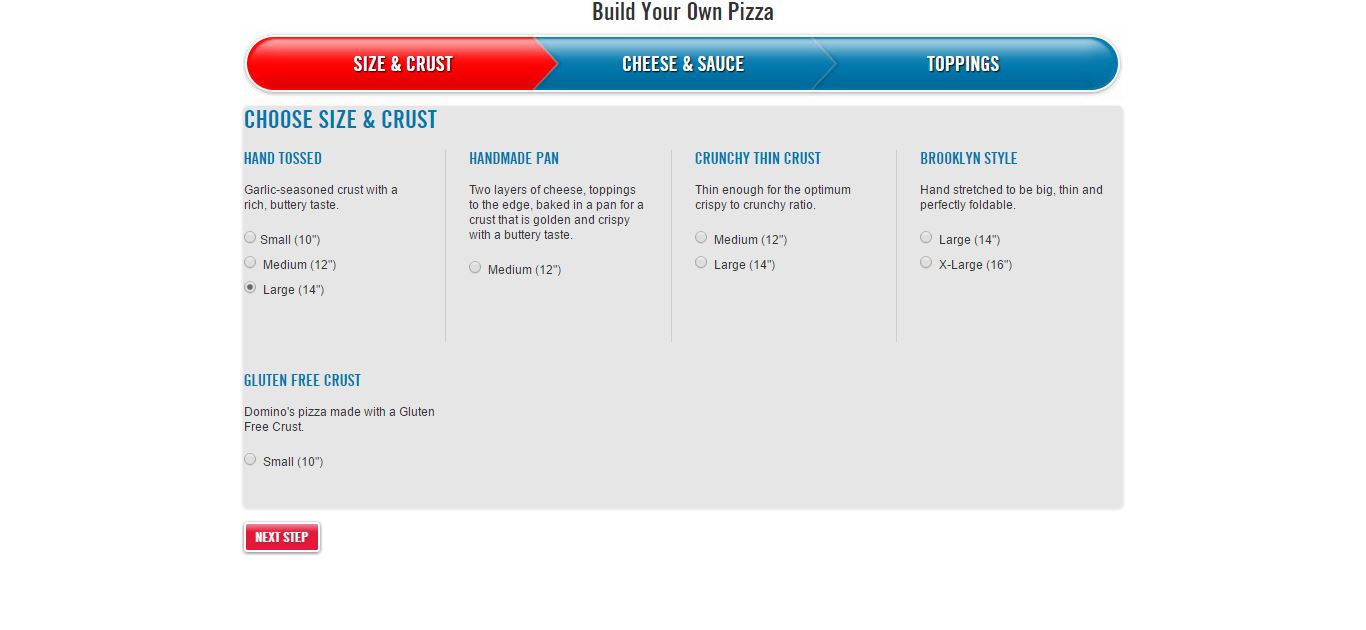 Build Your Own Pizza
SIZE & CRUST
CHEESE & SAUCE
TOPPINGS
CHOOSE SIZE & CRUST
HAND TOSSED
Garlic-seasoned crust with a
rich, buttery taste.
Small (10")
Medium (12")
Large (14")
HANDMADE PAN
Two layers of cheese, toppings
to the edge, baked in a pan for a
crust that is golden and crispy
with a buttery taste.
Medium (12")
CRUNCHY THIN CRUST
Thin enough for the optimum
crispy to crunchy ratio.
Medium (12")
Large (14")
BROOKLYN STYLE
Hand stretched to be big, thin and
perfectly foldable.
Large (14")
X-Large (16")
GLUTEN FREE CRUST
Domino's pizza made with a Gluten
Free Crust.
Small (10")
NEXT STEP